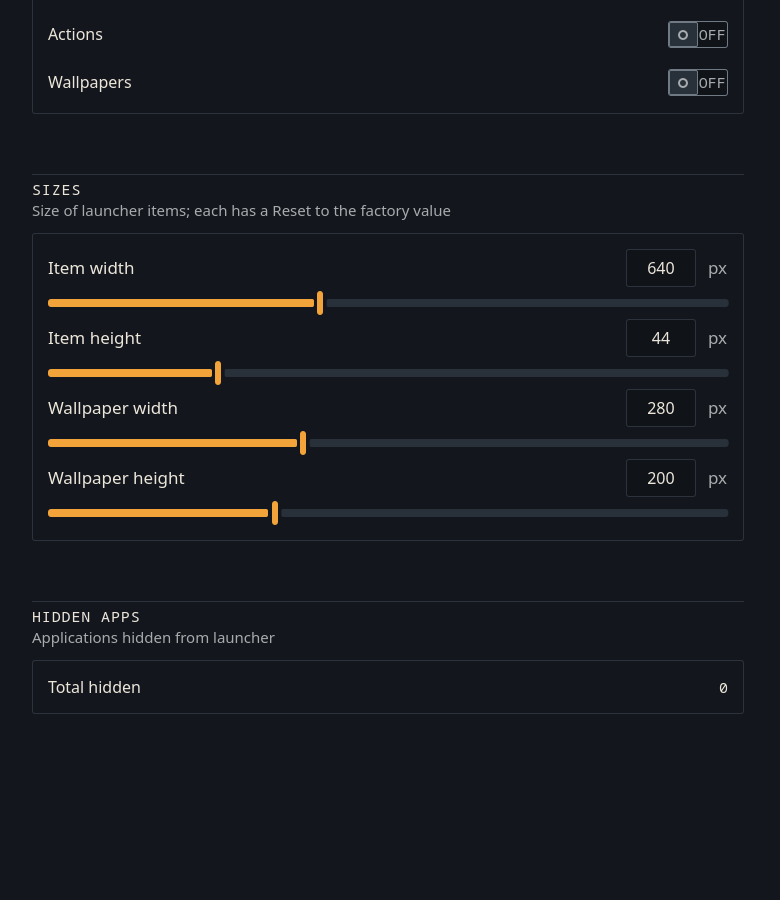 Actions
OFF
Wallpapers
OFF
SIZES
Size of launcher items; each has a Reset to the factory value
Item width
640 px
Item height
44 px
Wallpaper width
280 px
Wallpaper height
200 px
HIDDEN APPS
Applications hidden from launcher
Total hidden
0